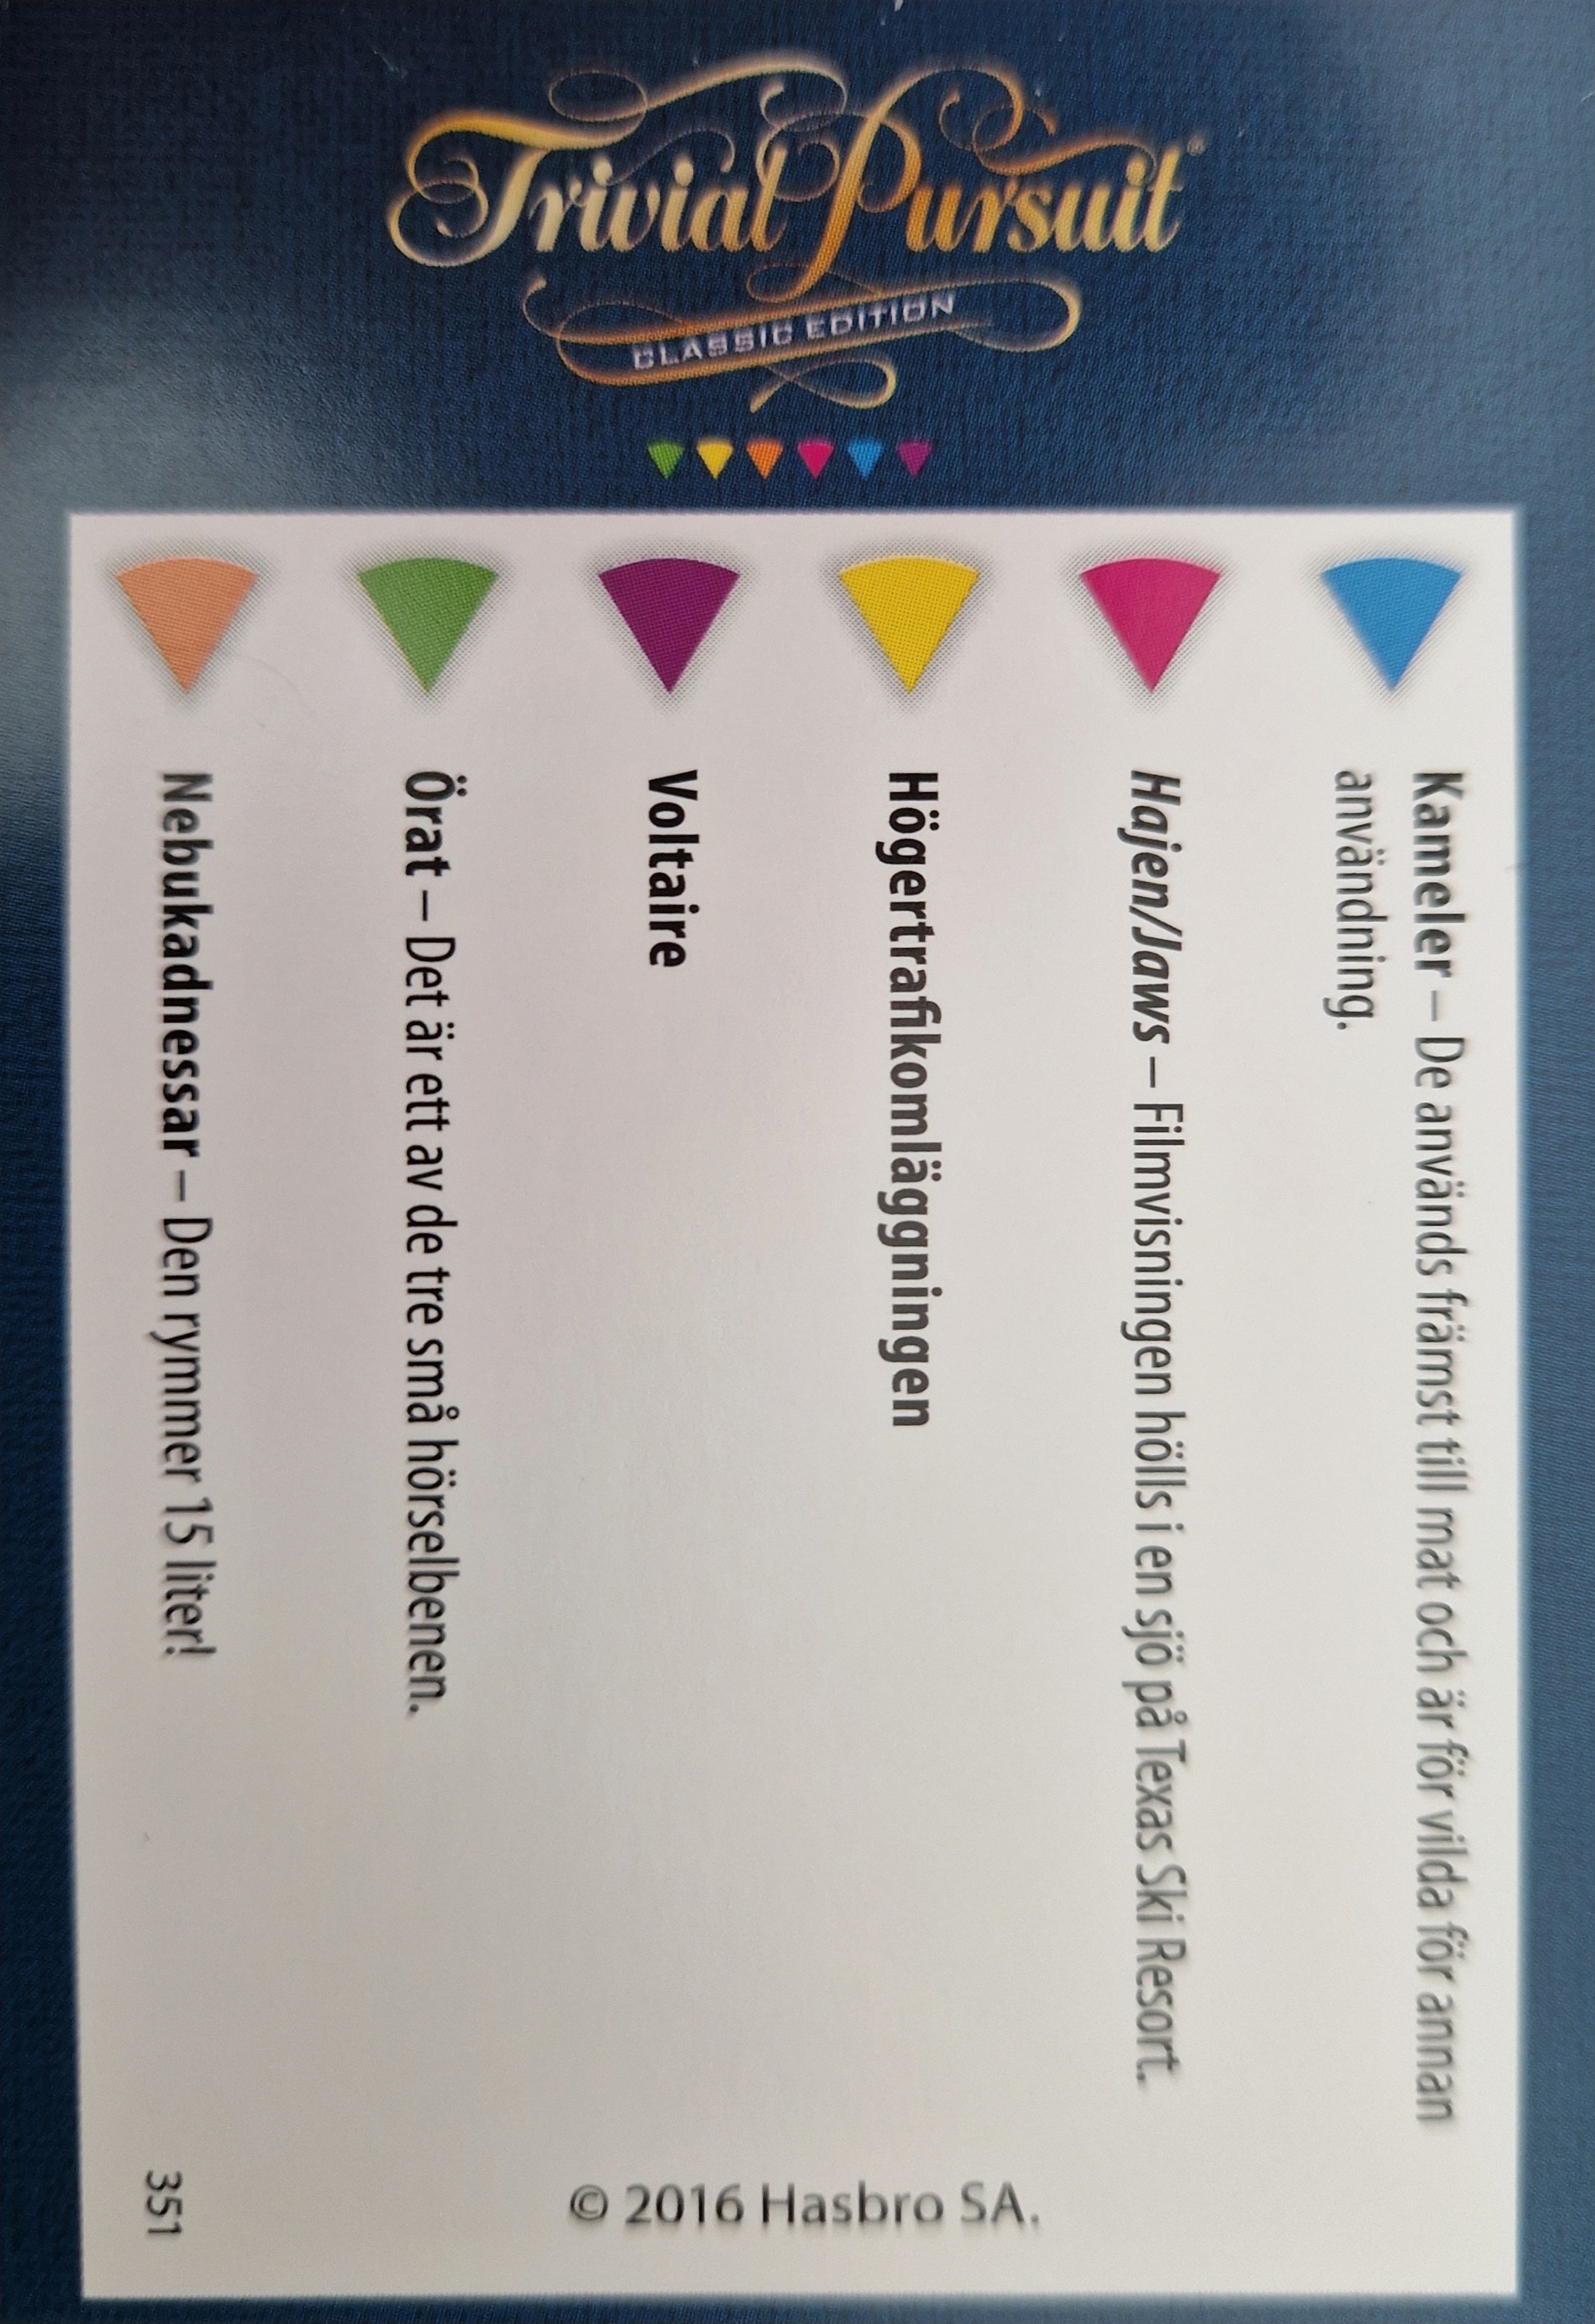 Trivial Pursuit®
CLASSIC EDITION
Kameler – De används främst till mat och är för vilda för annan
användning.
Hajen/Jaws – Filmvisningen hölls i en sjö på Texas Ski Resort.
Högertrafikomläggningen
Voltaire
Örat – Det är ett av de tre små hörselbenen.
Nebukadnessar – Den rymmer 15 liter!
© 2016 Hasbro SA.
351